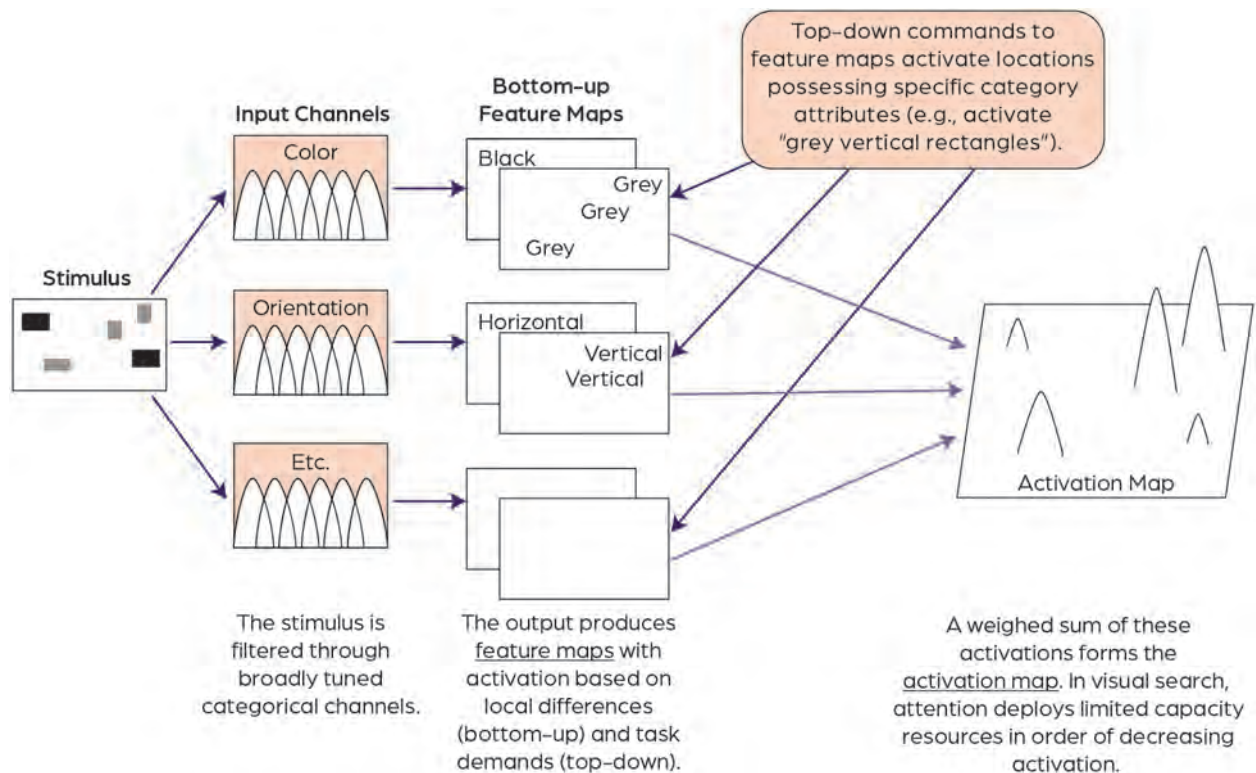 Top-down commands to
feature maps activate locations
possessing specific category
attributes (e.g., activate
“grey vertical rectangles”).
Bottom-up
Feature Maps
Input Channels
Color
Black
Grey
Grey
Grey
Stimulus
Orientation
Horizontal
Vertical
Vertical
Etc.
Activation Map
The stimulus is
filtered through
broadly tuned
categorical channels.
The output produces
feature maps with
activation based on
local differences
(bottom-up) and task
demands (top-down).
A weighed sum of these
activations forms the
activation map. In visual search,
attention deploys limited capacity
resources in order of decreasing
activation.